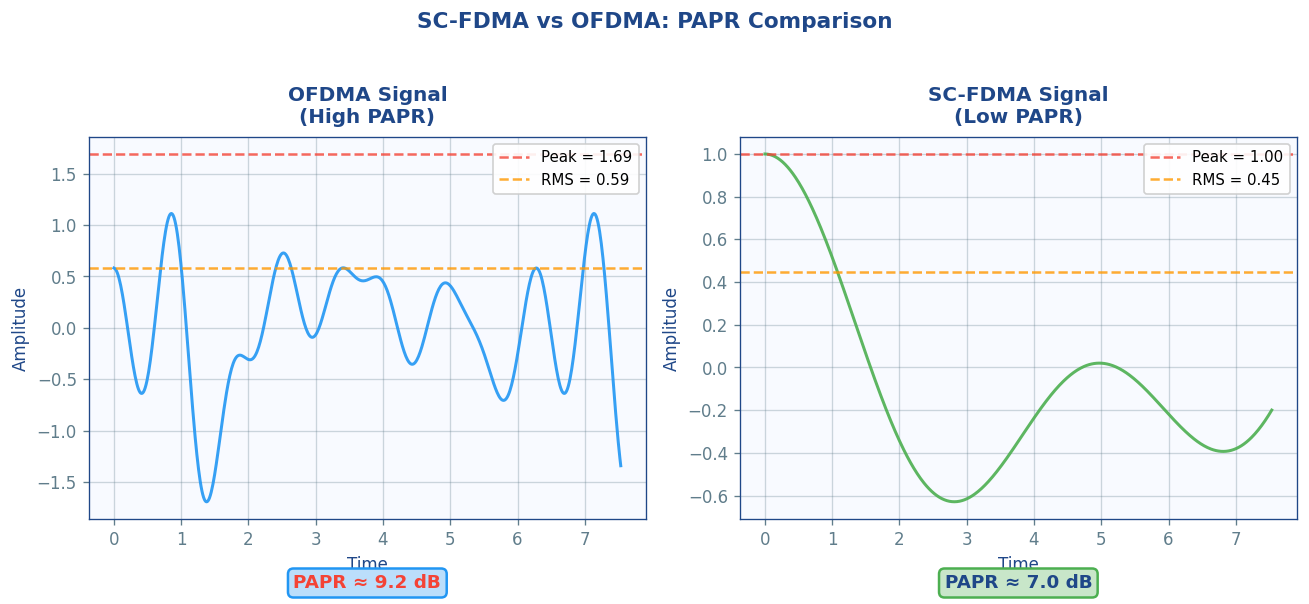 SC-FDMA vs OFDMA: PAPR Comparison
OFDMA Signal
(High PAPR)
Peak = 1.69
RMS = 0.59
1.5
1.0
0.5
0.0
−0.5
−1.0
−1.5
Amplitude
0 1 2 3 4 5 6 7
Time
PAPR ≈ 9.2 dB
SC-FDMA Signal
(Low PAPR)
Peak = 1.00
RMS = 0.45
1.0
0.8
0.6
0.4
0.2
0.0
−0.2
−0.4
−0.6
Amplitude
0 1 2 3 4 5 6 7
Time
PAPR ≈ 7.0 dB